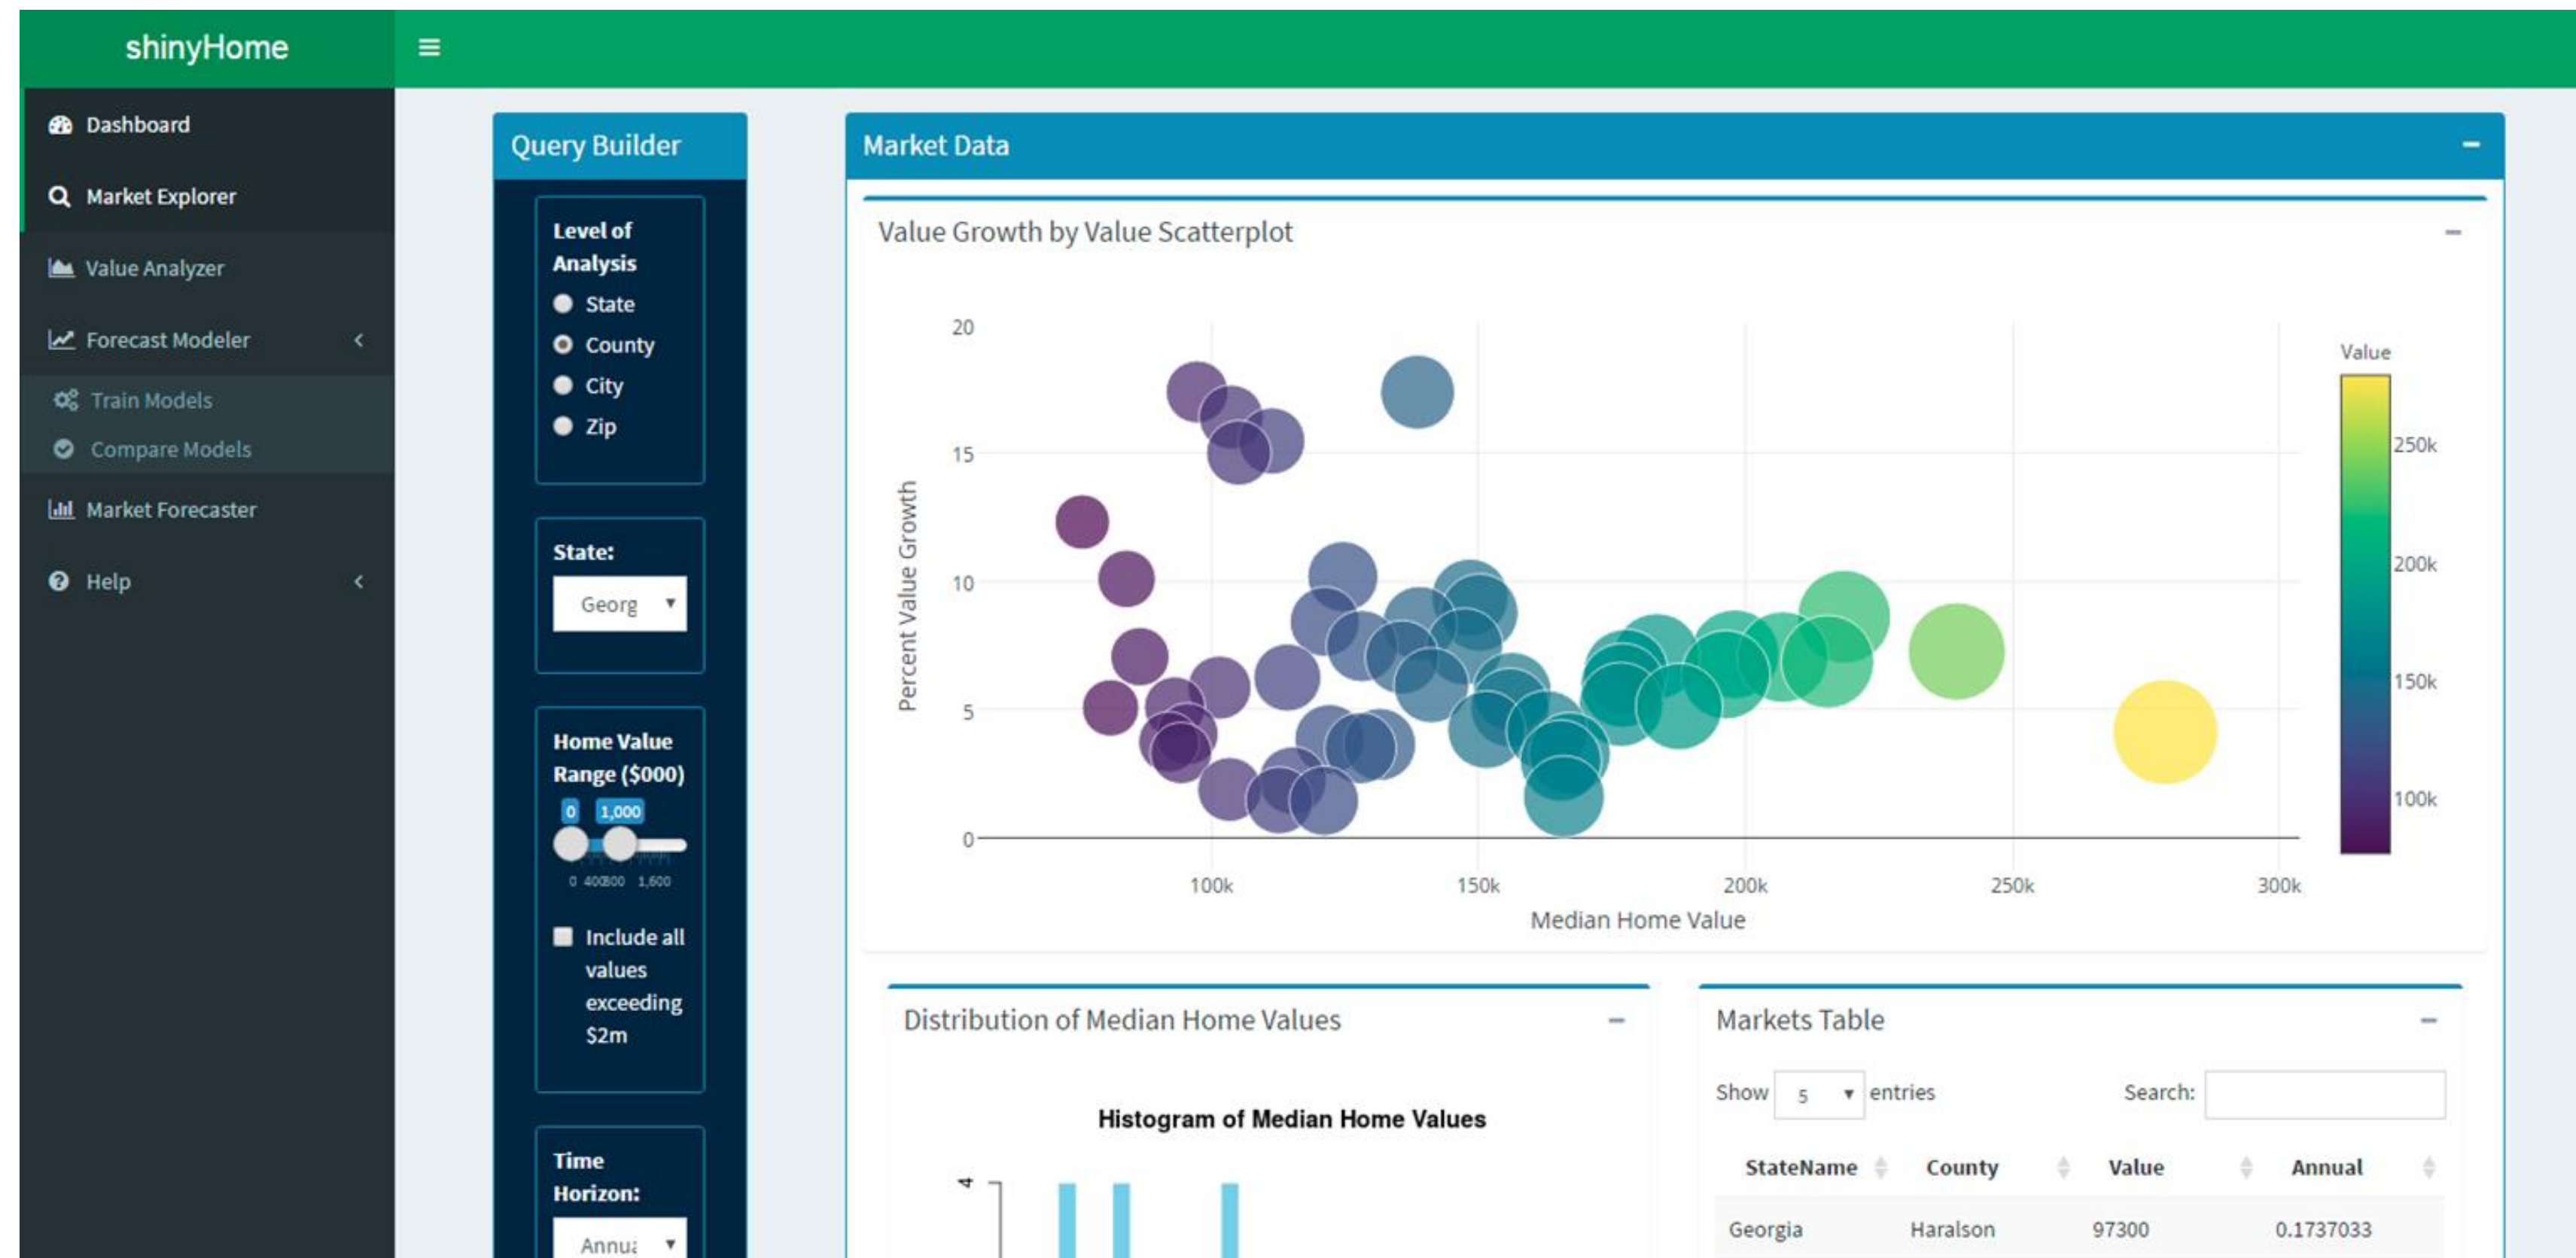 shinyHome
Dashboard
Market Explorer
Value Analyzer
Forecast Modeler
Train Models
Compare Models
Market Forecaster
Help
Query Builder
Level of
Analysis
State
County
City
Zip
State:
Georg
Home Value
Range ($000)
0 1,000
0 400 800 1,600
Include all
values
exceeding
$2m
Time
Horizon:
Annua
Market Data
Value Growth by Value Scatterplot
20
15
10
5
0
Percent Value Growth
100k 150k 200k 250k 300k
Median Home Value
Value
250k
200k
150k
100k
Distribution of Median Home Values
Histogram of Median Home Values
4
Markets Table
Show 5 entries Search:
StateName County Value Annual
Georgia Haralson 97300 0.1737033